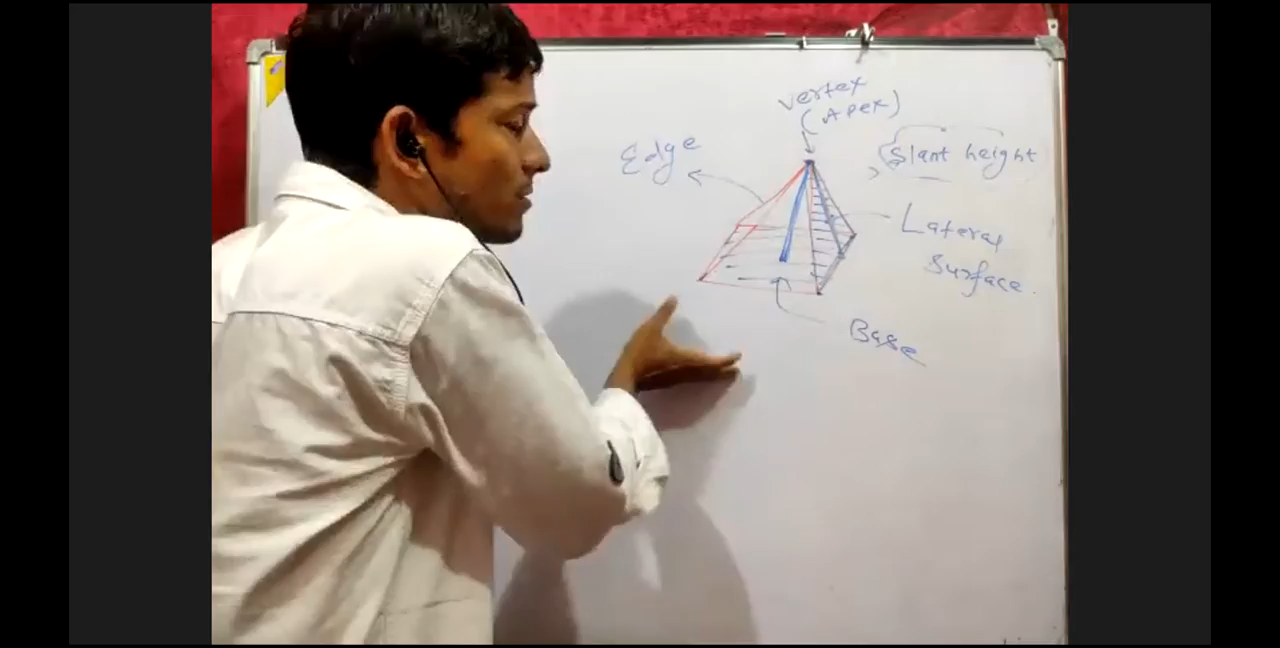 Vertex
(Apex)
Edge
(Slant height
Lateral
Surface.
Base